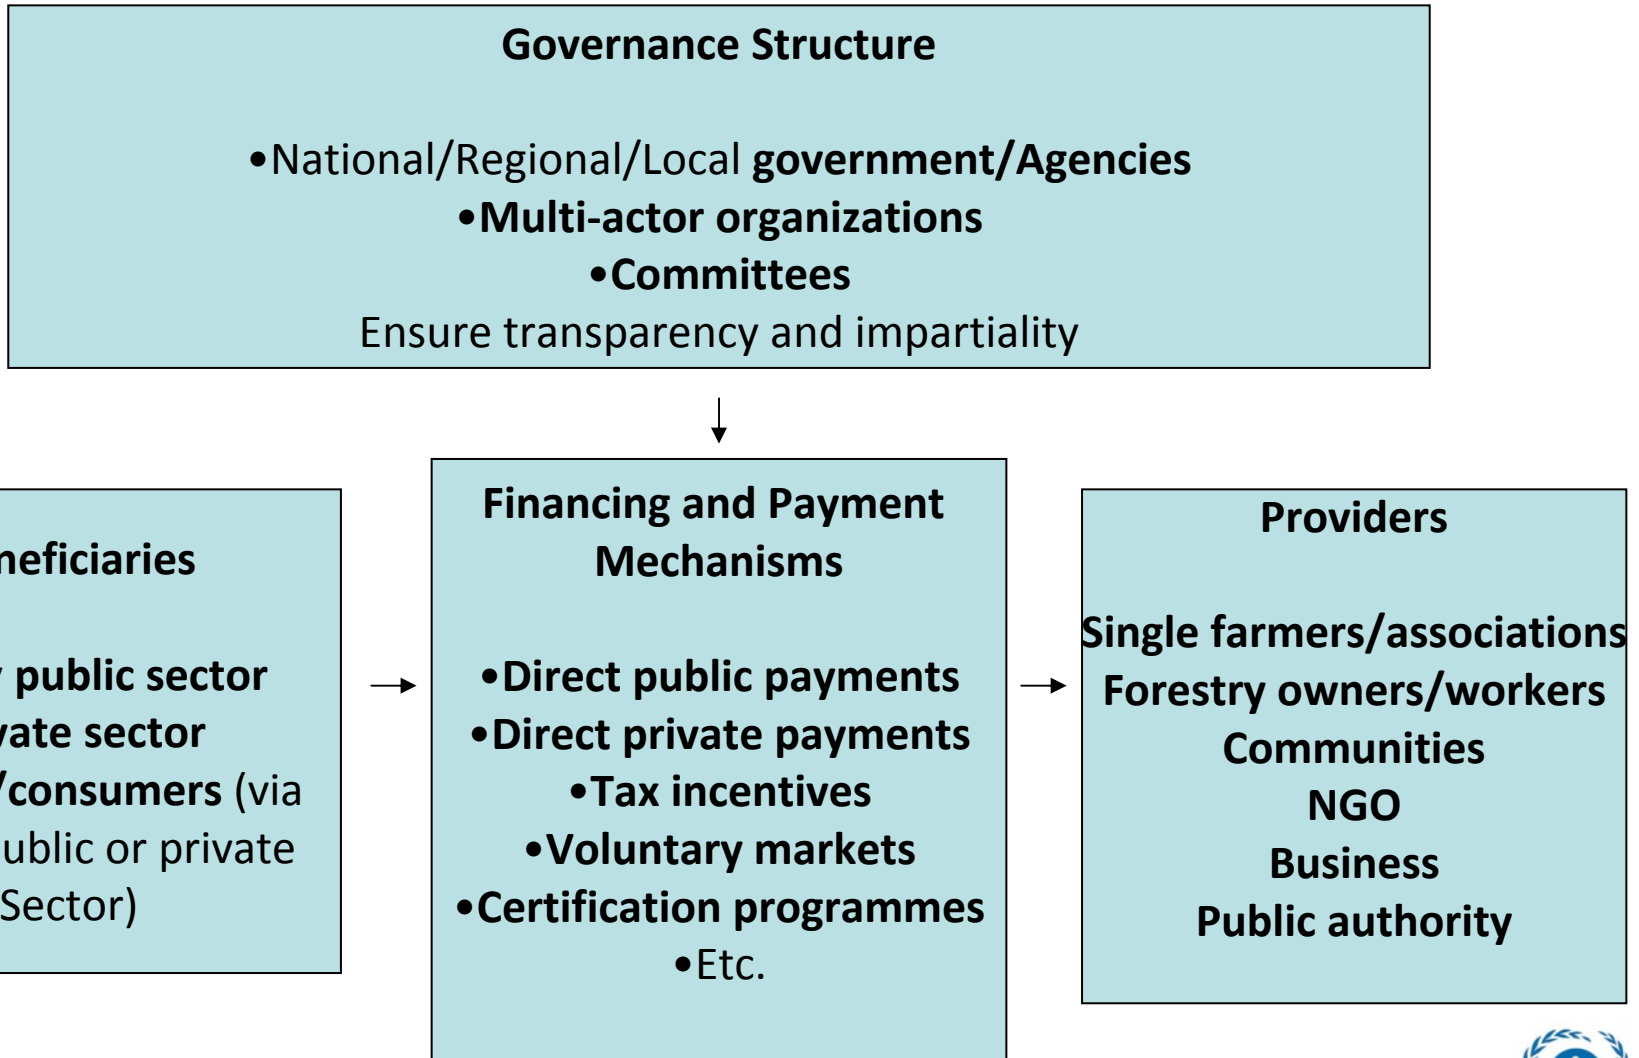 Governance Structure
•National/Regional/Local government/Agencies
•Multi-actor organizations
•Committees
Ensure transparency and impartiality
neficiaries
public sector
vate sector
/consumers (via
ublic or private
Sector)
Financing and Payment
Mechanisms
•Direct public payments
•Direct private payments
•Tax incentives
•Voluntary markets
•Certification programmes
•Etc.
Providers
Single farmers/associations
Forestry owners/workers
Communities
NGO
Business
Public authority